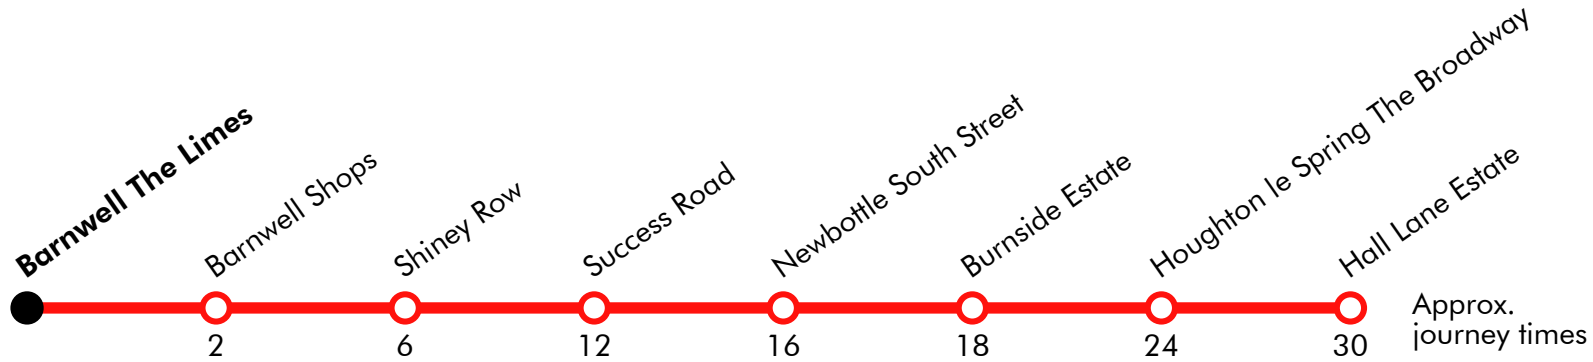 Barnwell The Limes
Barnwell Shops
Shiney Row
Success Road
Newbottle South Street
Burnside Estate
Houghton le Spring The Broadway
Hall Lane Estate
2
6
12
16
18
24
30
Approx.
journey times